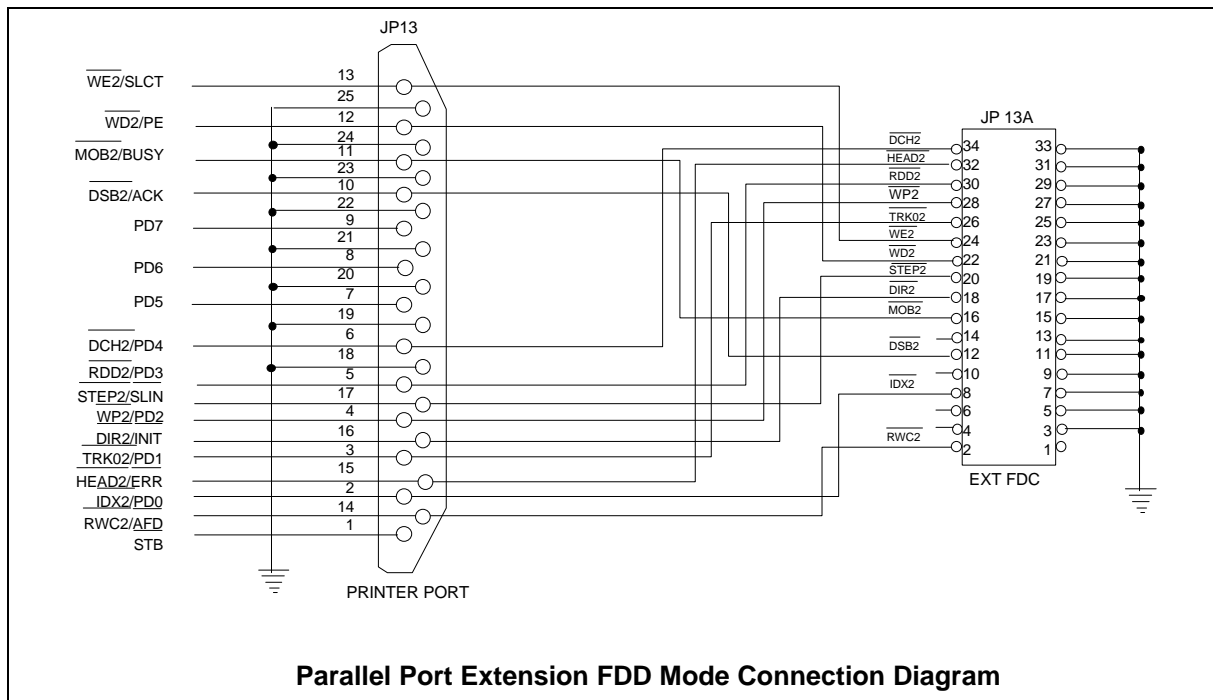 JP13
WE2/SLCT
13
25
WD2/PE
12
24
MOB2/BUSY
11
23
DSB2/ACK
10
22
PD7
9
21
PD6
8
20
PD5
7
19
DCH2/PD4
6
18
RDD2/PD3
5
STEP2/SLIN
17
WP2/PD2
4
DIR2/INIT
16
TRK02/PD1
3
HEAD2/ERR
15
IDX2/PD0
2
RWC2/AFD
14
STB
1
PRINTER PORT
JP 13A
DCH2
34 33
HEAD2
32 31
RDD2
30 29
WP2
28 27
TRK02
26 25
WE2
24 23
WD2
22 21
STEP2
20 19
DIR2
18 17
MOB2
16 15
14 13
DSB2
12 11
10 9
IDX2
8 7
6 5
4 3
RWC2
2 1
EXT FDC
Parallel Port Extension FDD Mode Connection Diagram